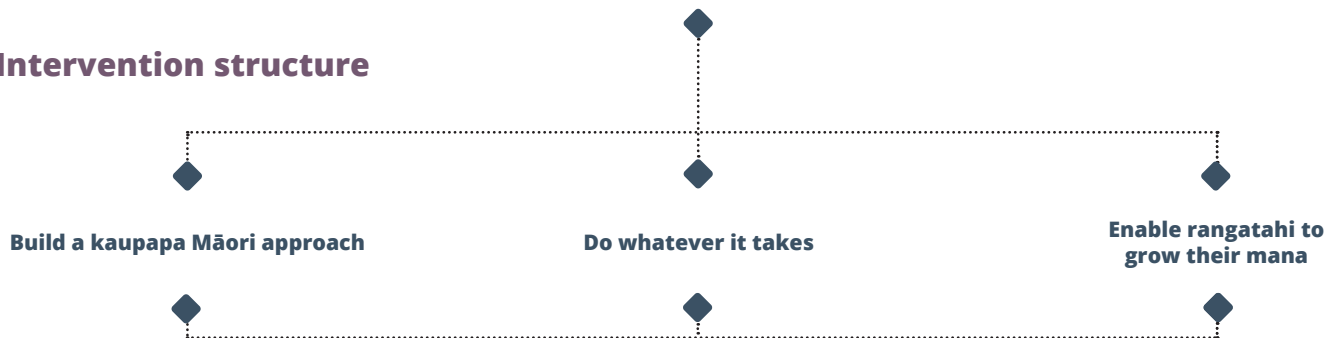 Intervention structure
Build a kaupapa Māori approach
Do whatever it takes
Enable rangatahi to
grow their mana